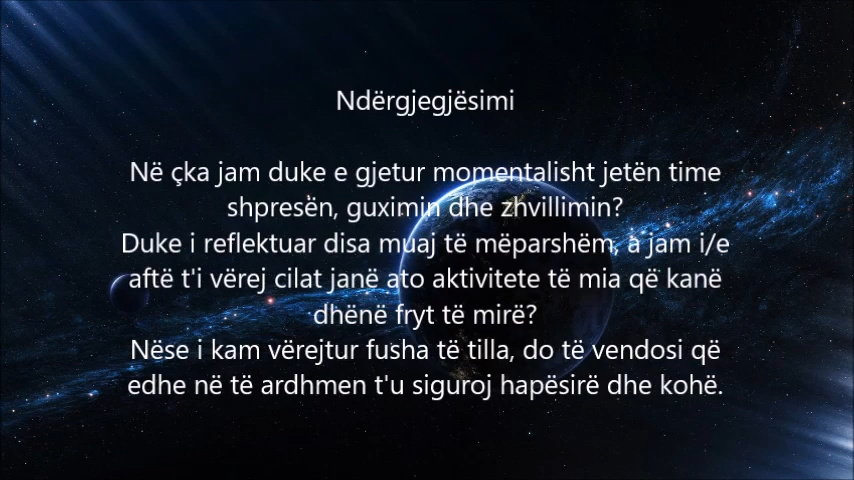 Ndërgjegjësimi
Në çka jam duke e gjetur momentalisht jetën time
shpresën, guximin dhe zhvillimin?
Duke i reflektuar disa muaj të mëparshëm, a jam i/e
aftë t'i vërej cilat janë ato aktivitete të mia që kanë
dhënë fryt të mirë?
Nëse i kam vërejtur fusha të tilla, do të vendosi që
edhe në të ardhmen t'u siguroj hapësirë dhe kohë.